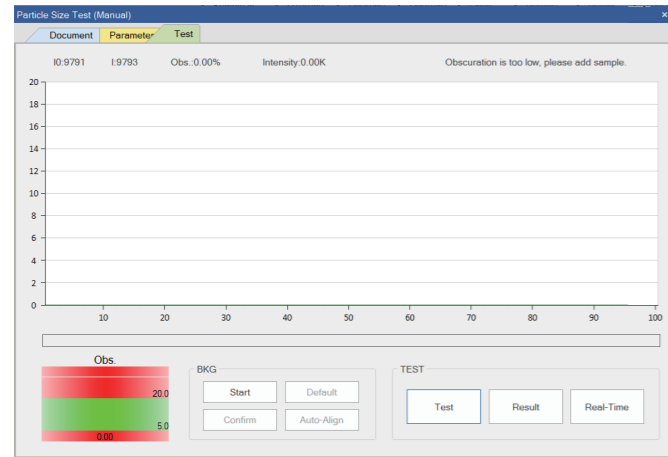 Particle Size Test (Manual) ×
Document Parameter Test
I0:9791 I:9793 Obs.:0.00% Intensity:0.00K Obscuration is too low, please add sample.
20
18
16
14
12
10
8
6
4
2
0
10 20 30 40 50 60 70 80 90 100
Obs.
20.0
5.0
0.00
BKG
Start Default
Confirm Auto-Align
TEST
Test Result Real-Time